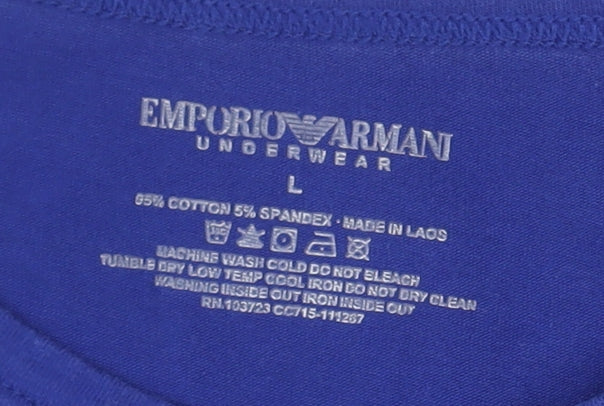 EMPORIO ARMANI
UNDERWEAR
L
95% COTTON 5% SPANDEX · MADE IN LAOS
MACHINE WASH COLD DO NOT BLEACH
TUMBLE DRY LOW TEMP COOL IRON DO NOT DRY CLEAN
WASHING INSIDE OUT IRON INSIDE OUT
RN.103723 CC715-111267